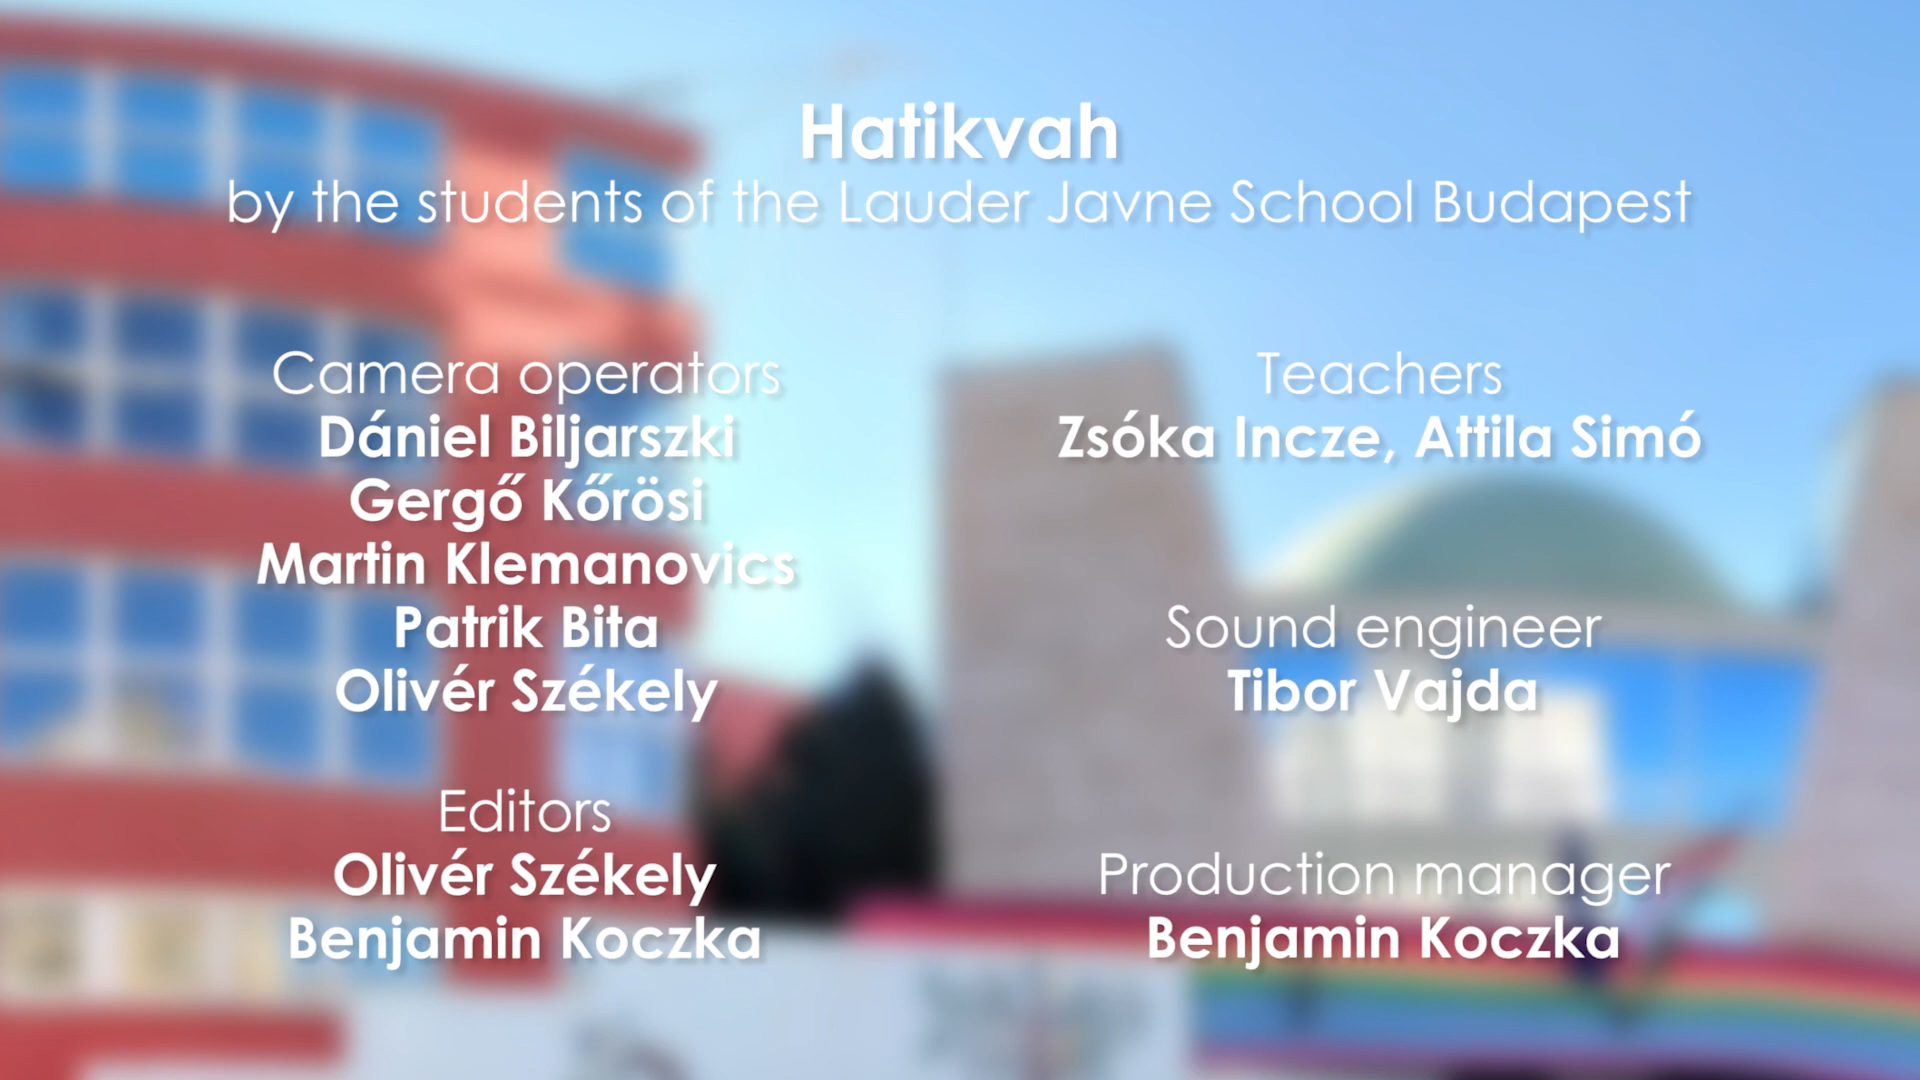 Hatikvah
by the students of the Lauder Javne School Budapest
Camera operators
Dániel Biljarszki
Gergő Kőrösi
Martin Klemanovics
Patrik Bita
Olivér Székely
Editors
Olivér Székely
Benjamin Koczka
Teachers
Zsóka Incze, Attila Simó
Sound engineer
Tibor Vajda
Production manager
Benjamin Koczka